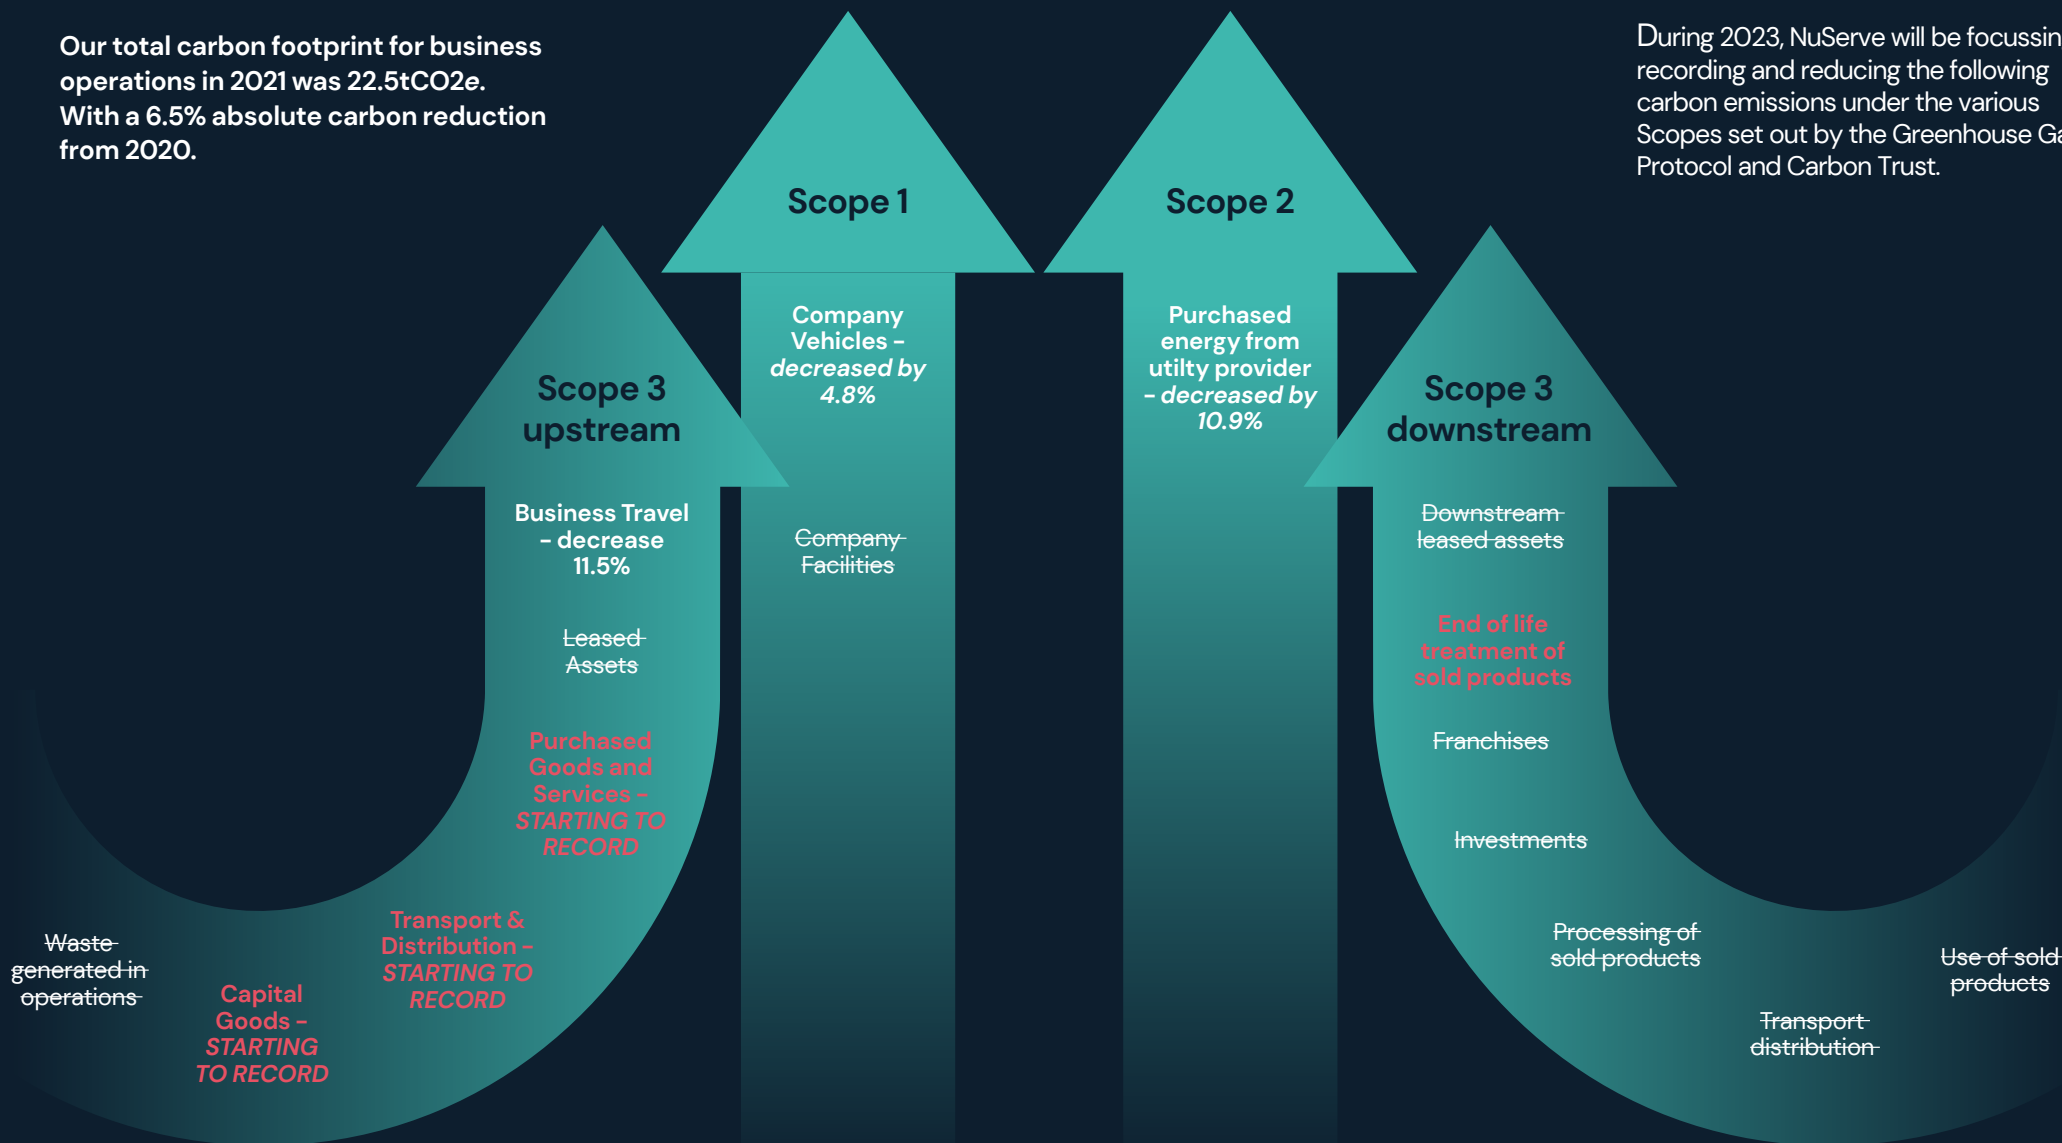 Our total carbon footprint for business
operations in 2021 was 22.5tCO2e.
With a 6.5% absolute carbon reduction
from 2020.
During 2023, NuServe will be focussin
recording and reducing the following
carbon emissions under the various
Scopes set out by the Greenhouse Ga
Protocol and Carbon Trust.
Scope 3
upstream
Business Travel
- decrease
11.5%
Leased
Assets
Purchased
Goods and
Services -
STARTING TO
RECORD
Transport &
Distribution -
STARTING TO
RECORD
Capital
Goods -
STARTING
TO RECORD
Waste
generated in
operations
Scope 1
Company
Vehicles -
decreased by
4.8%
Company
Facilities
Scope 2
Purchased
energy from
utilty provider
- decreased by
10.9%
Scope 3
downstream
Downstream
leased assets
End of life
treatment of
sold products
Franchises
Investments
Processing of
sold products
Transport
distribution
Use of sold
products